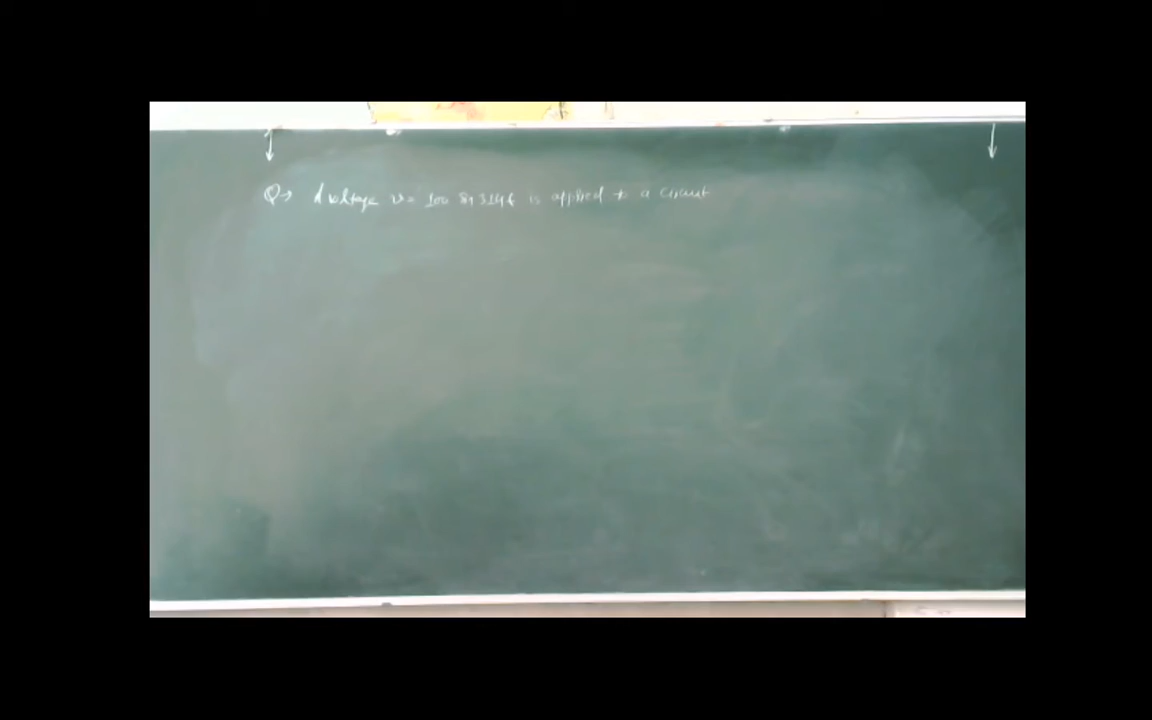 Q→ A voltage v= 100 Sin 314t is applied to a circuit